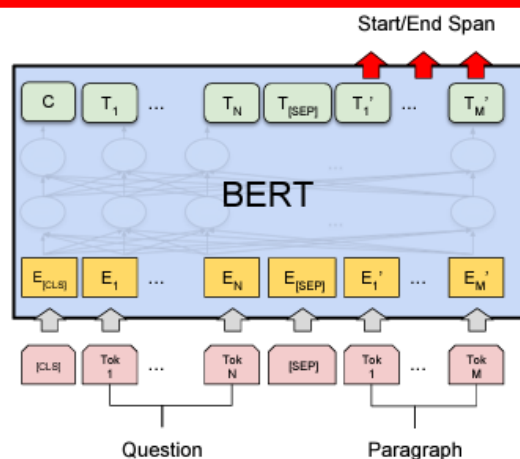 Start/End Span
C T1 ... TN T[SEP] T1' ... TM'
...
BERT
...
E[CLS] E1 ... EN E[SEP] E1' ... EM'
[CLS] Tok 1 ... Tok N [SEP] Tok 1 ... Tok M
Question Paragraph